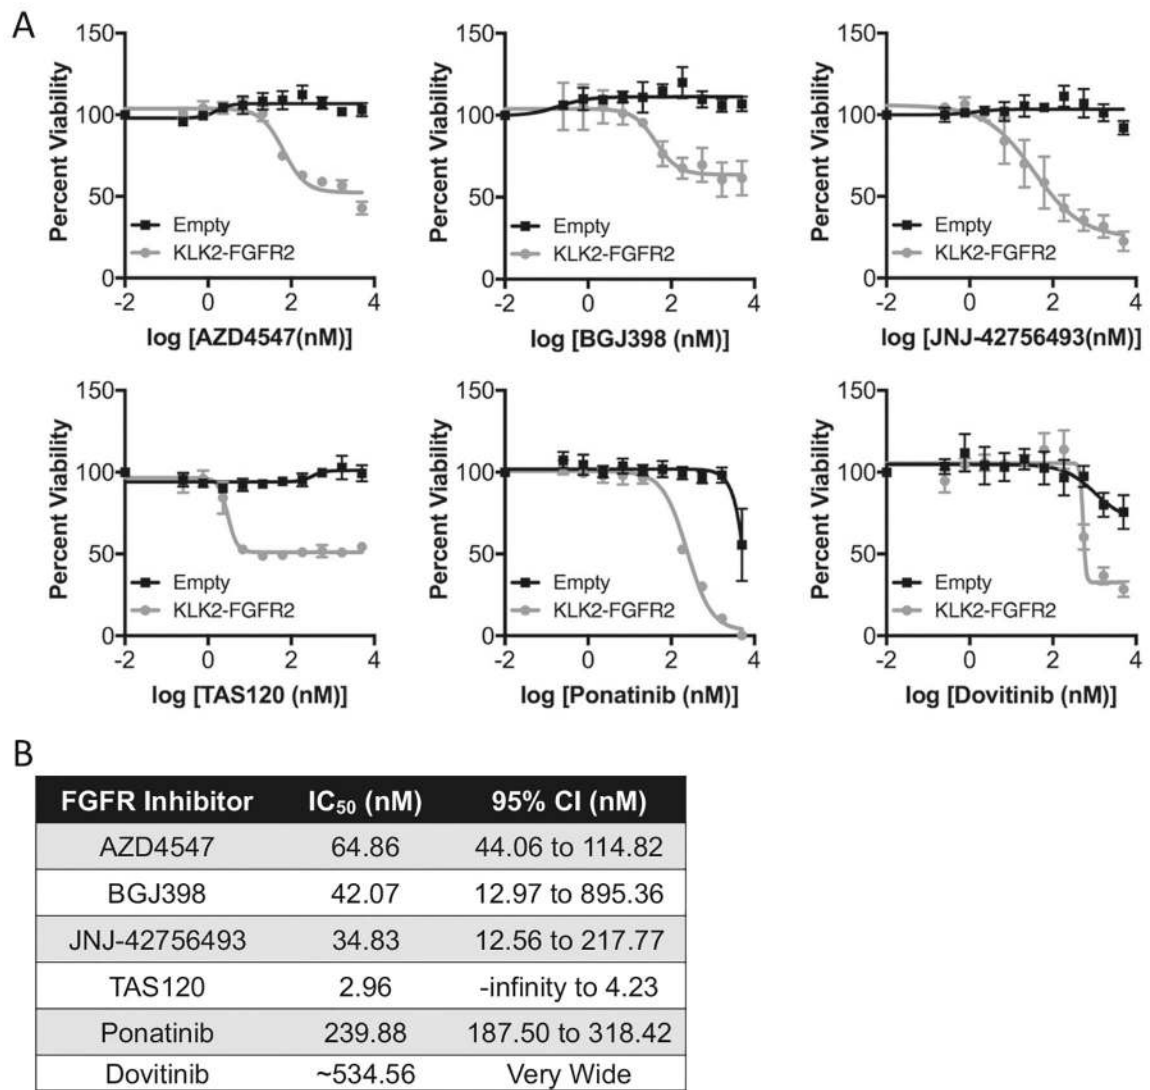 A
150
100
50
0
Percent Viability
Empty
KLK2-FGFR2
-2 0 2 4
log [AZD4547(nM)]
150
100
50
0
Percent Viability
Empty
KLK2-FGFR2
-2 0 2 4
log [BGJ398 (nM)]
150
100
50
0
Percent Viability
Empty
KLK2-FGFR2
-2 0 2 4
log [JNJ-42756493(nM)]
150
100
50
0
Percent Viability
Empty
KLK2-FGFR2
-2 0 2 4
log [TAS120 (nM)]
150
100
50
0
Percent Viability
Empty
KLK2-FGFR2
-2 0 2 4
log [Ponatinib (nM)]
150
100
50
0
Percent Viability
Empty
KLK2-FGFR2
-2 0 2 4
log [Dovitinib (nM)]
B
FGFR Inhibitor IC50 (nM) 95% CI (nM)
AZD4547 64.86 44.06 to 114.82
BGJ398 42.07 12.97 to 895.36
JNJ-42756493 34.83 12.56 to 217.77
TAS120 2.96 -infinity to 4.23
Ponatinib 239.88 187.50 to 318.42
Dovitinib ~534.56 Very Wide